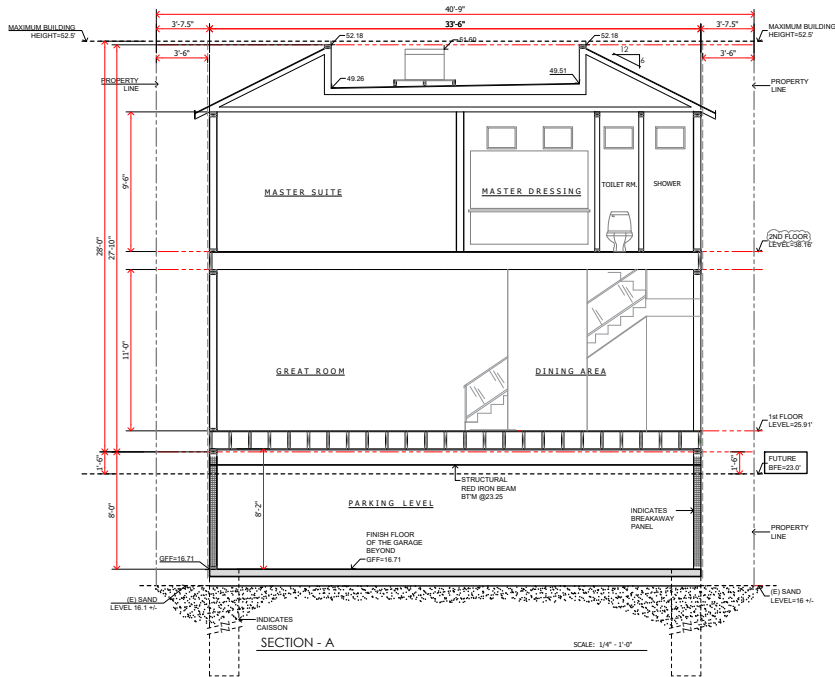 40'-9"
3'-7.5"
33'-6"
3'-7.5"
MAXIMUM BUILDING
HEIGHT=52.5'
52.18
51.60
52.18
MAXIMUM BUILDING
HEIGHT=52.5'
3'-6"
12
6
3'-6"
PROPERTY
LINE
49.26
49.51
PROPERTY
LINE
9'-6"
MASTER SUITE
MASTER DRESSING
TOILET RM.
SHOWER
28'-0"
27'-10"
2ND FLOOR
LEVEL=38.16'
11'-0"
GREAT ROOM
DINING AREA
1st FLOOR
LEVEL=25.91'
1'-6"
1'-6"
FUTURE
BFE=23.0'
STRUCTURAL
RED IRON BEAM
BT'M @23.25
8'-0"
8'-2"
PARKING LEVEL
INDICATES
BREAKAWAY
PANEL
FINISH FLOOR
OF THE GARAGE
BEYOND
GFF=16.71
PROPERTY
LINE
GFF=16.71
(E) SAND
LEVEL 16.1 +/-
(E) SAND
LEVEL=16 +/-
INDICATES
CAISSON
SECTION - A
SCALE: 1/4" - 1'-0"